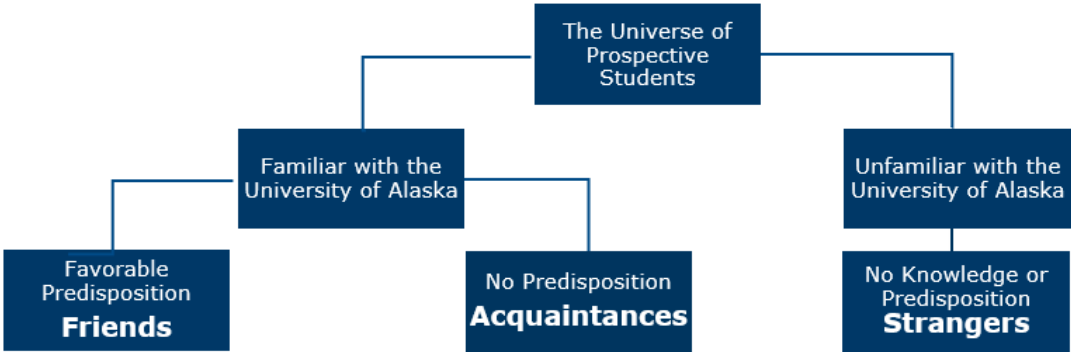 The Universe of
Prospective
Students
Familiar with the
University of Alaska
Unfamiliar with the
University of Alaska
Favorable
Predisposition
Friends
No Predisposition
Acquaintances
No Knowledge or
Predisposition
Strangers